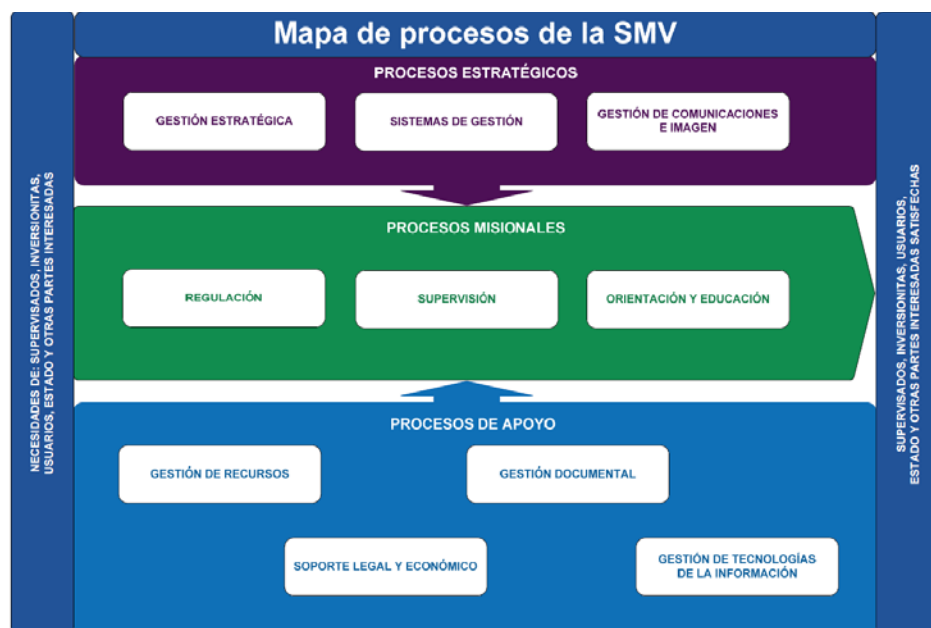 Mapa de procesos de la SMV
PROCESOS ESTRATÉGICOS
GESTIÓN ESTRATÉGICA
SISTEMAS DE GESTIÓN
GESTIÓN DE COMUNICACIONES
E IMAGEN
NECESIDADES DE: SUPERVISADOS, INVERSIONITAS,
USUARIOS, ESTADO Y OTRAS PARTES INTERESADAS
PROCESOS MISIONALES
REGULACIÓN
SUPERVISIÓN
ORIENTACIÓN Y EDUCACIÓN
SUPERVISADOS, INVERSIONITAS, USUARIOS,
ESTADO Y OTRAS PARTES INTERESADAS SATISFECHAS
PROCESOS DE APOYO
GESTIÓN DE RECURSOS
GESTIÓN DOCUMENTAL
SOPORTE LEGAL Y ECONÓMICO
GESTIÓN DE TECNOLOGÍAS
DE LA INFORMACIÓN